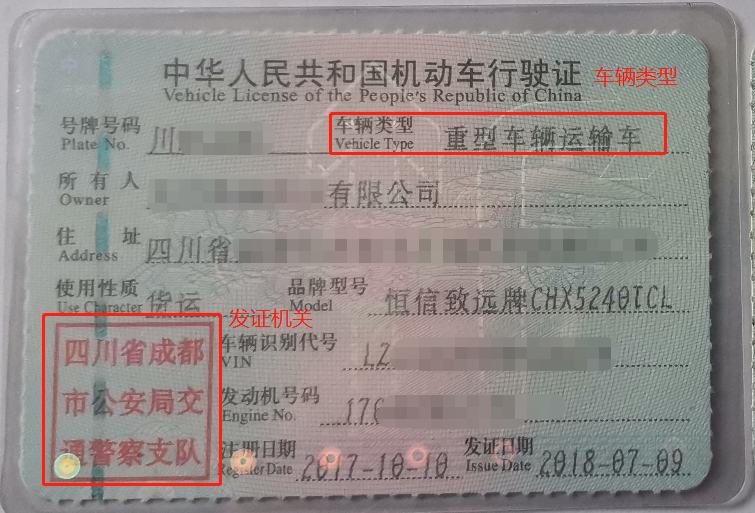 中华人民共和国机动车行驶证 车辆类型
Vehicle License of the People's Republic of China
号牌号码 川 车辆类型 重型车辆运输车
Plate No. Vehicle Type
所有人 有限公司
Owner
住址 四川省
Address
使用性质 货运 品牌型号 恒信致远牌CHX5240TCL
Use Character Model
发证机关
四川省成都
市公安局交
通警察支队
车辆识别代号 LZ
VIN
发动机号码 176
Engine No.
注册日期 2017-10-10 发证日期 2018-07-09
Register Date Issue Date